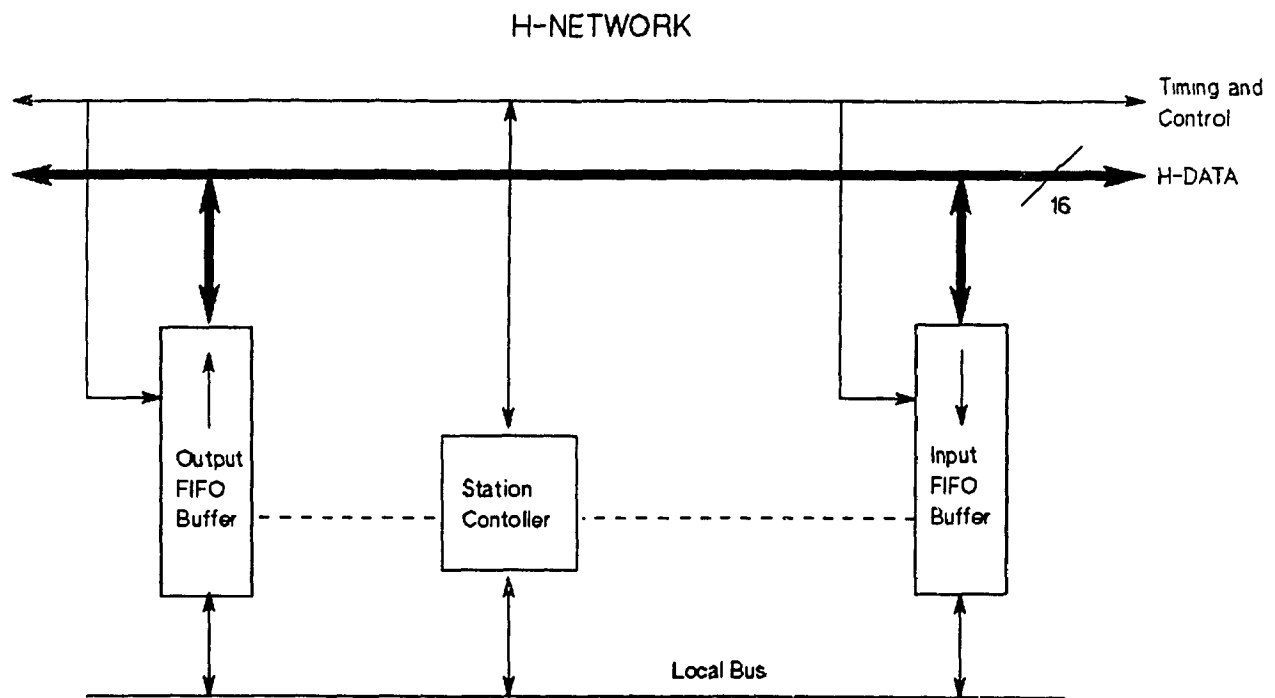 H-NETWORK
Timing and
Control
H-DATA
16
Output
FIFO
Buffer
Station
Contoller
Input
FIFO
Buffer
Local Bus